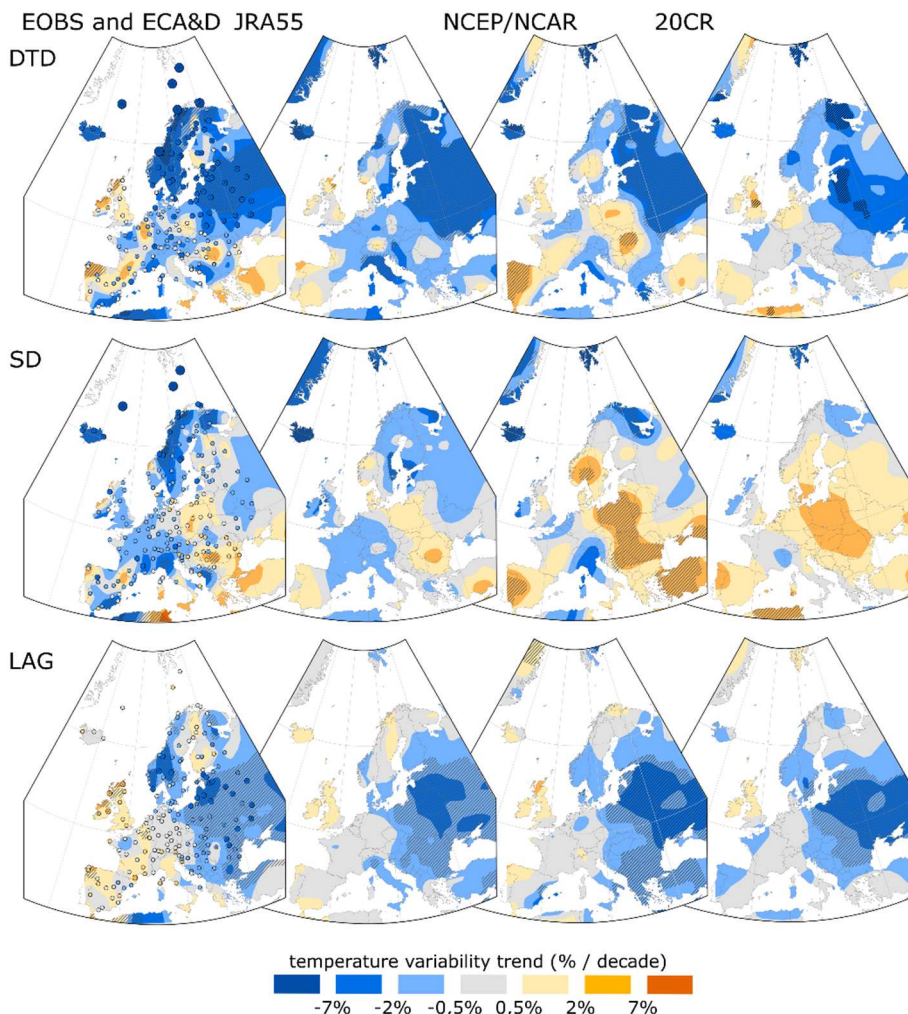 EOBS and ECA&D JRA55 NCEP/NCAR 20CR
DTD
SD
LAG
temperature variability trend (% / decade)
-7% -2% -0,5% 0,5% 2% 7%